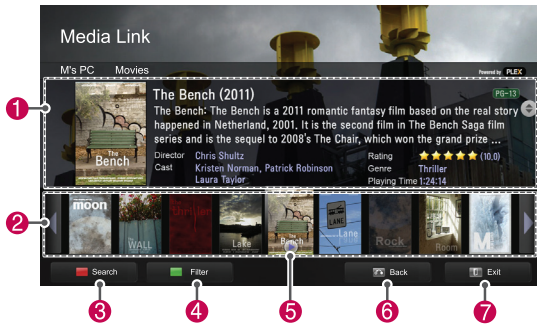 Media Link
M's PC Movies
Powered by PLEX
The Bench (2011)
PG-13
The Bench: The Bench is a 2011 romantic fantasy film based on the real story
happened in Netherland, 2001. It is the second film in The Bench Saga film
series and is the sequel to 2008's The Chair, which won the grand prize ...
Director Chris Shultz
Rating (10.0)
Cast Kristen Norman, Patrick Robinson
Genre Thriller
Laura Taylor
Playing Time 1:24:14
The
Bench
1
2
moon
WALL
thriller
Lake
Bench
LANE
Lane
Rock
Room
M
Search
Filter
Back
Exit
3
4
5
6
7